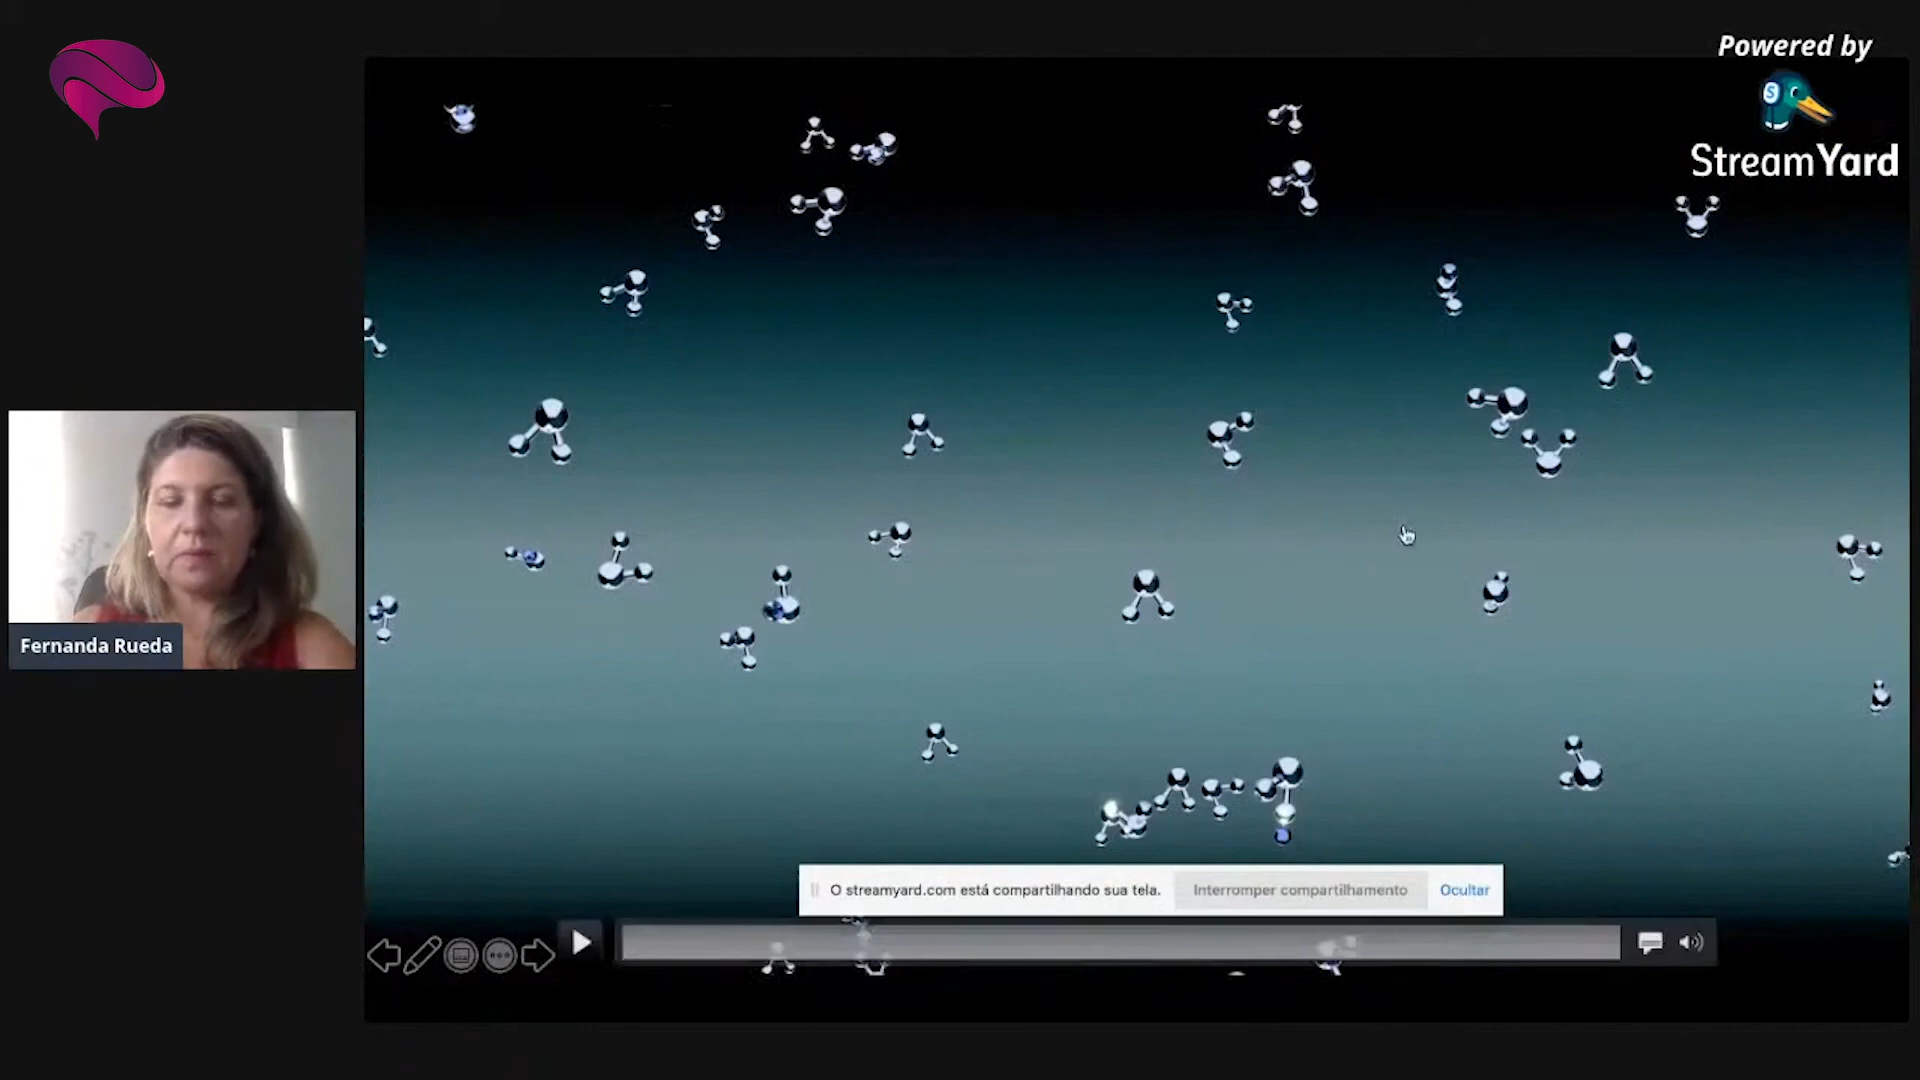 Powered by
StreamYard
Fernanda Rueda
O streamyard.com está compartilhando sua tela. Interromper compartilhamento Ocultar